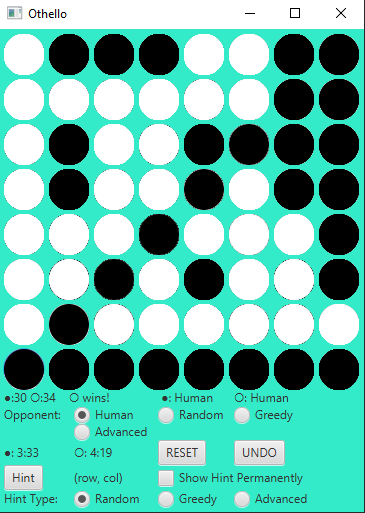 Othello
●:30 ○:34 ○ wins! ●: Human ○: Human
Opponent: Human Random Greedy
Advanced
●: 3:33 ○: 4:19 RESET UNDO
Hint (row, col) Show Hint Permanently
Hint Type: Random Greedy Advanced